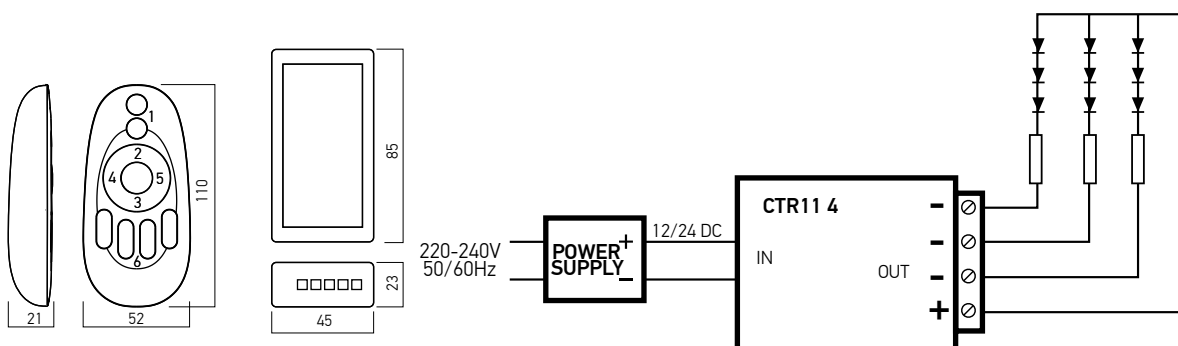 1
2
4 5
3
6
110
21
52
85
23
45
220-240V
50/60Hz
POWER
SUPPLY
+
-
12/24 DC
CTR11 4
IN
OUT
-
-
-
+